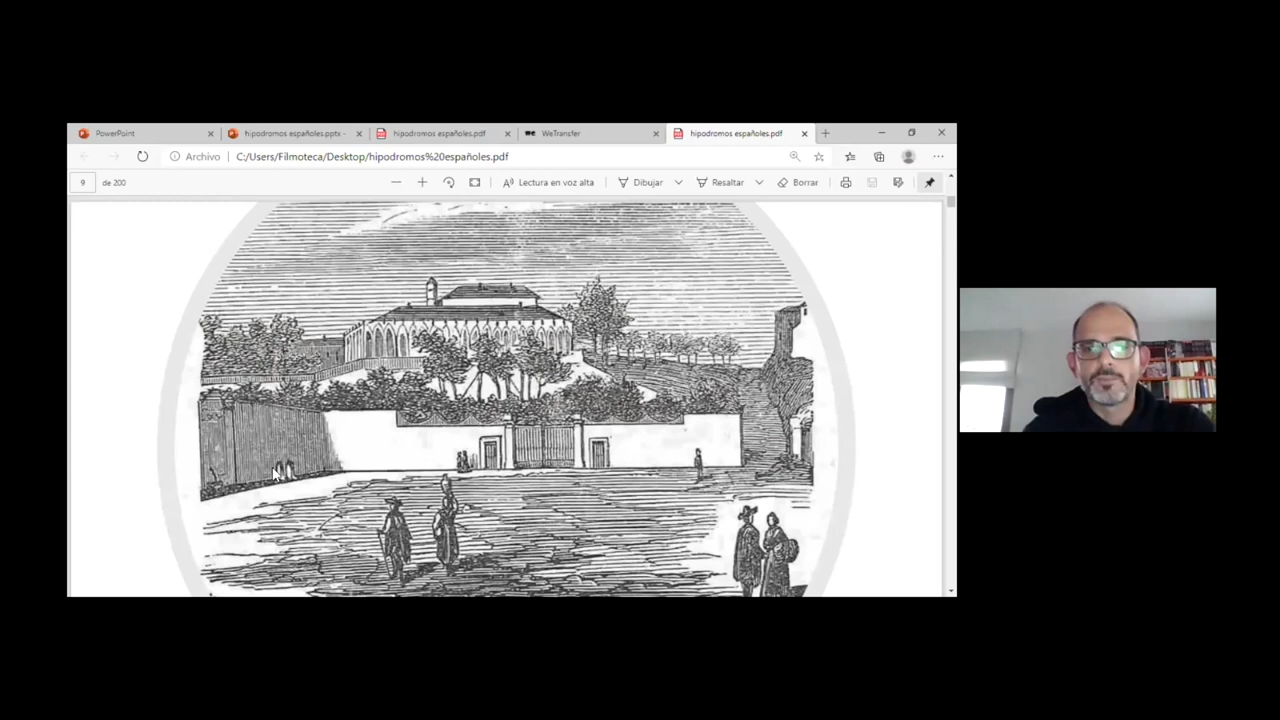 PowerPoint
hipodromos españoles.pptx -
hipodromos españoles.pdf
WeTransfer
hipodromos españoles.pdf
Archivo
C:/Users/Filmoteca/Desktop/hipodromos%20españoles.pdf
9 de 200
Lectura en voz alta
Dibujar
Resaltar
Borrar